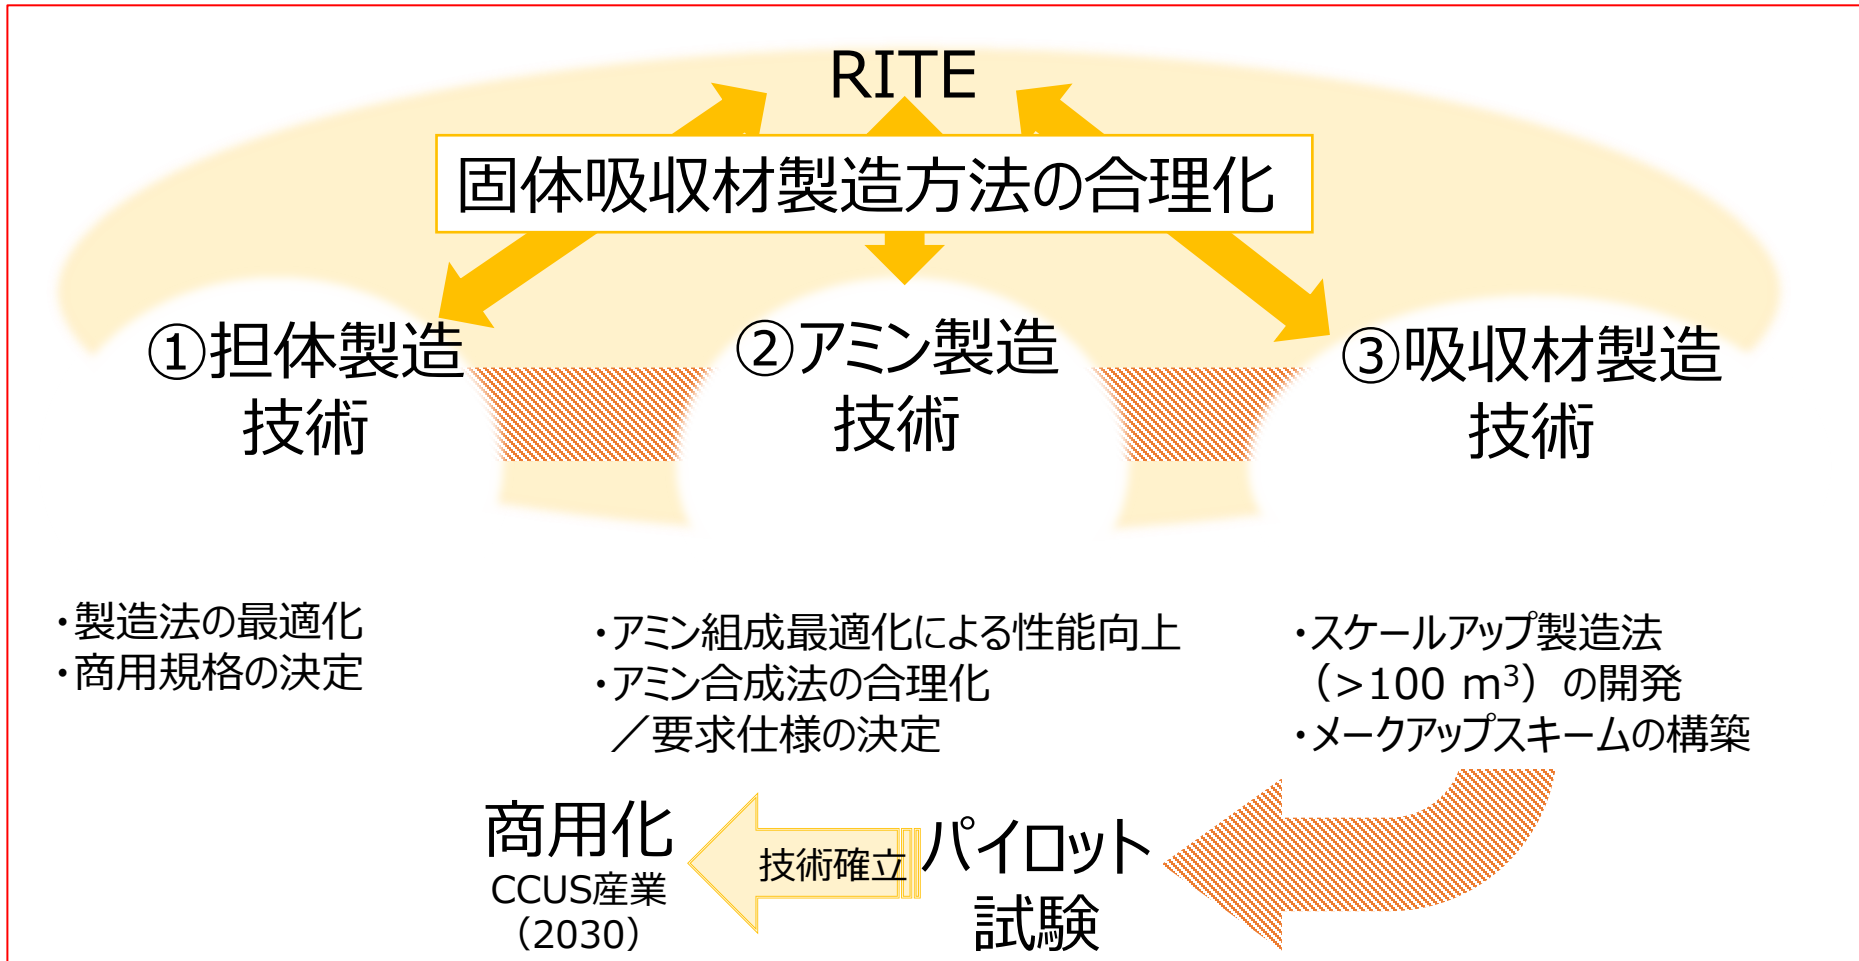 RITE
固体吸収材製造方法の合理化
①担体製造
技術
②アミン製造
技術
③吸収材製造
技術
・製造法の最適化
・商用規格の決定
・アミン組成最適化による性能向上
・アミン合成法の合理化
／要求仕様の決定
・スケールアップ製造法
（>100 m³）の開発
・メークアップスキームの構築
商用化
CCUS産業
（2030）
技術確立
パイロット
試験